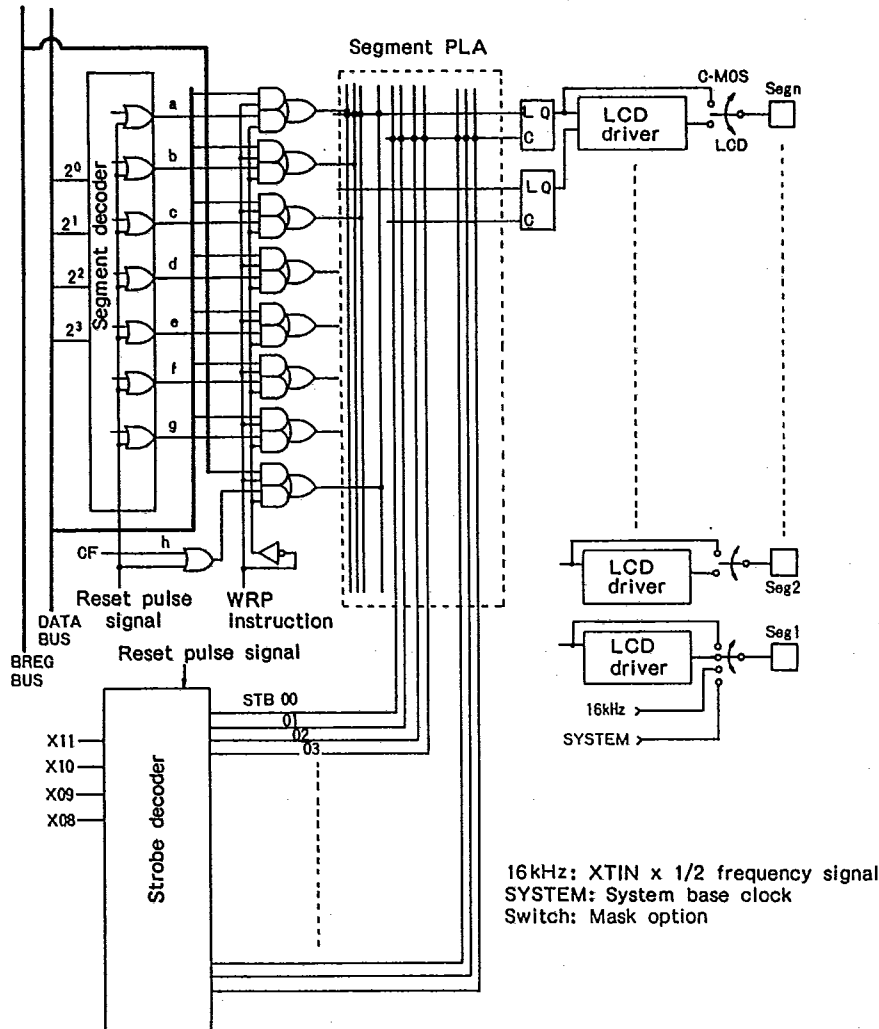 Segment PLA
C-MOS
Segn
LCD
driver
LCD
L Q
C
L Q
C
Segment decoder
2⁰
2¹
2²
2³
a
b
c
d
e
f
g
h
CF
Reset pulse
signal
WRP
instruction
DATA
BUS
BREG
BUS
LCD
driver
Seg2
LCD
driver
Seg1
16kHz
SYSTEM
Reset pulse signal
Strobe decoder
STB 00
01
02
03
X11
X10
X09
X08
16kHz: XTIN x 1/2 frequency signal
SYSTEM: System base clock
Switch: Mask option